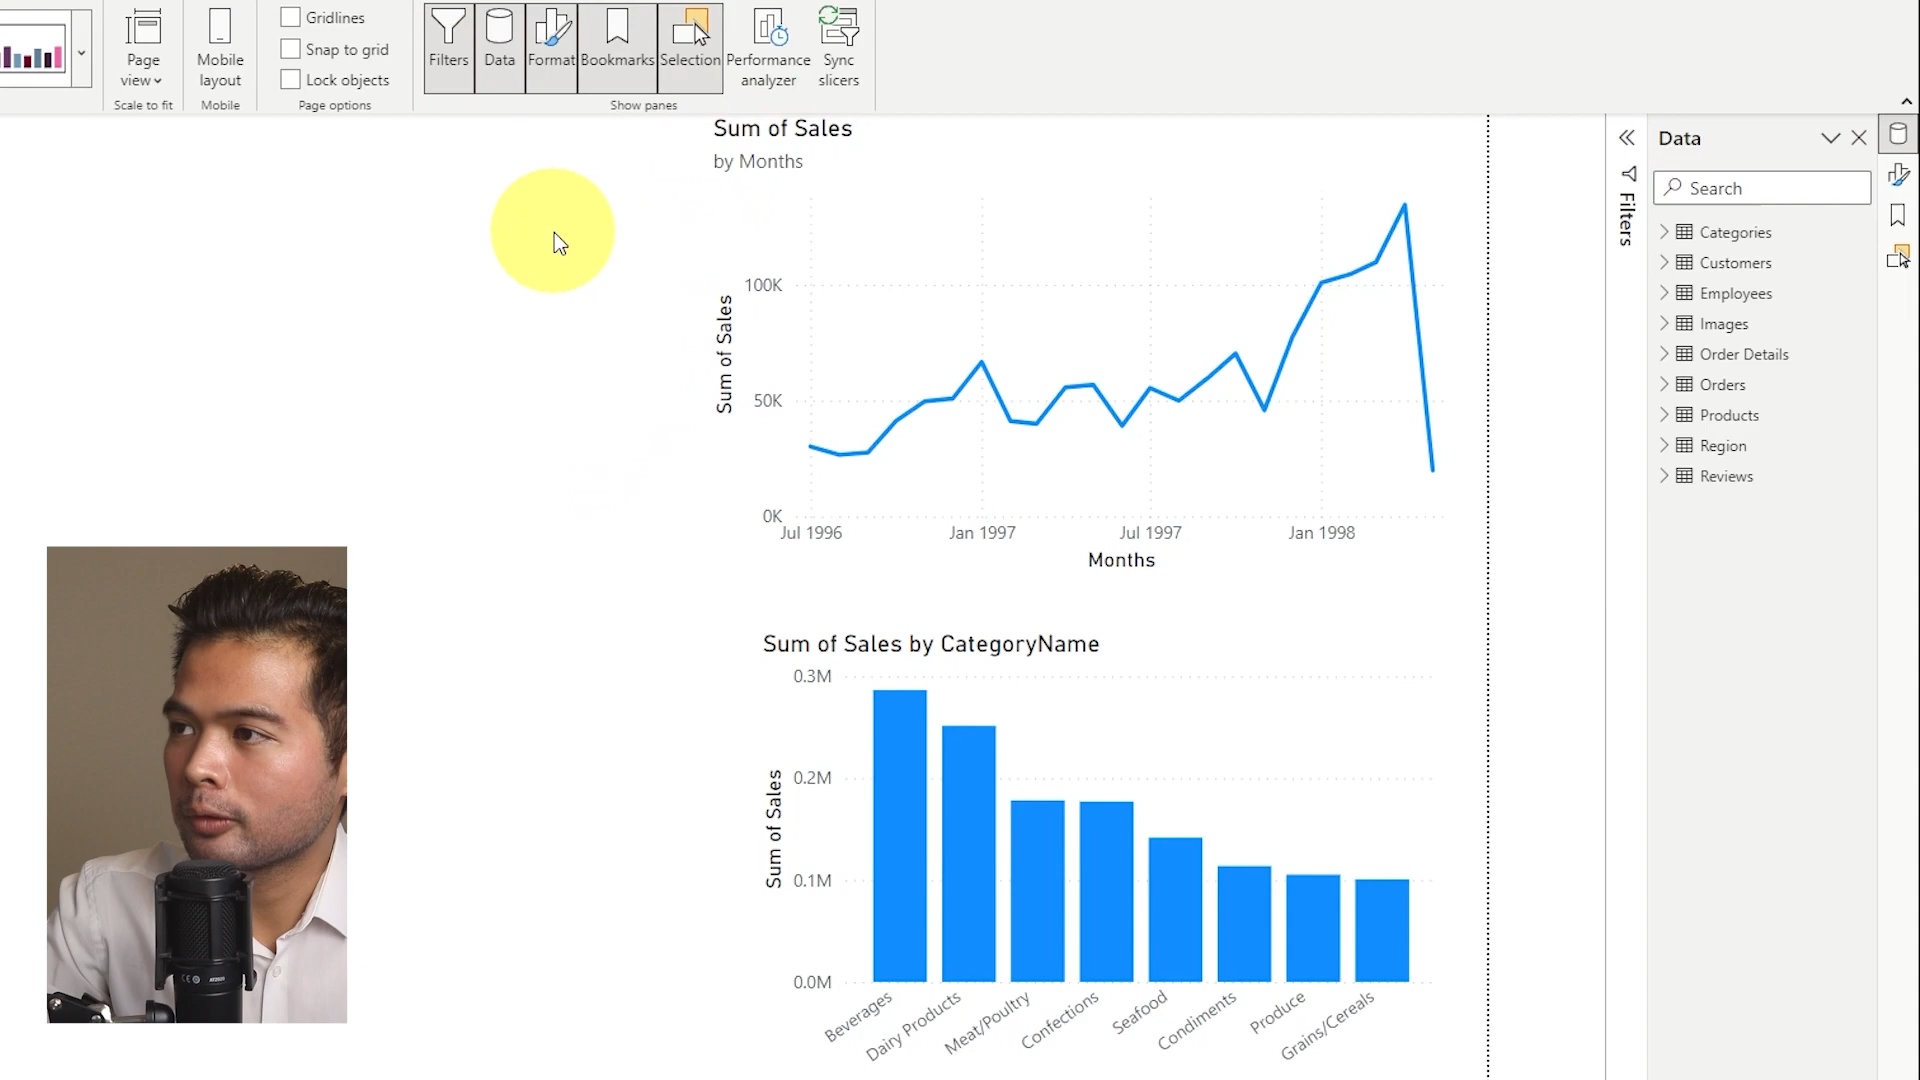 Page view
Mobile layout
Gridlines
Snap to grid
Lock objects
Filters
Data
Format
Bookmarks
Selection
Performance analyzer
Sync slicers
Scale to fit
Mobile
Page options
Show panes
Sum of Sales
by Months
Sum of Sales
100K
50K
0K
Jul 1996
Jan 1997
Jul 1997
Jan 1998
Months
Sum of Sales by CategoryName
Sum of Sales
0.3M
0.2M
0.1M
0.0M
Beverages
Dairy Products
Meat/Poultry
Confections
Seafood
Condiments
Produce
Grains/Cereals
Filters
Data
Search
Categories
Customers
Employees
Images
Order Details
Orders
Products
Region
Reviews